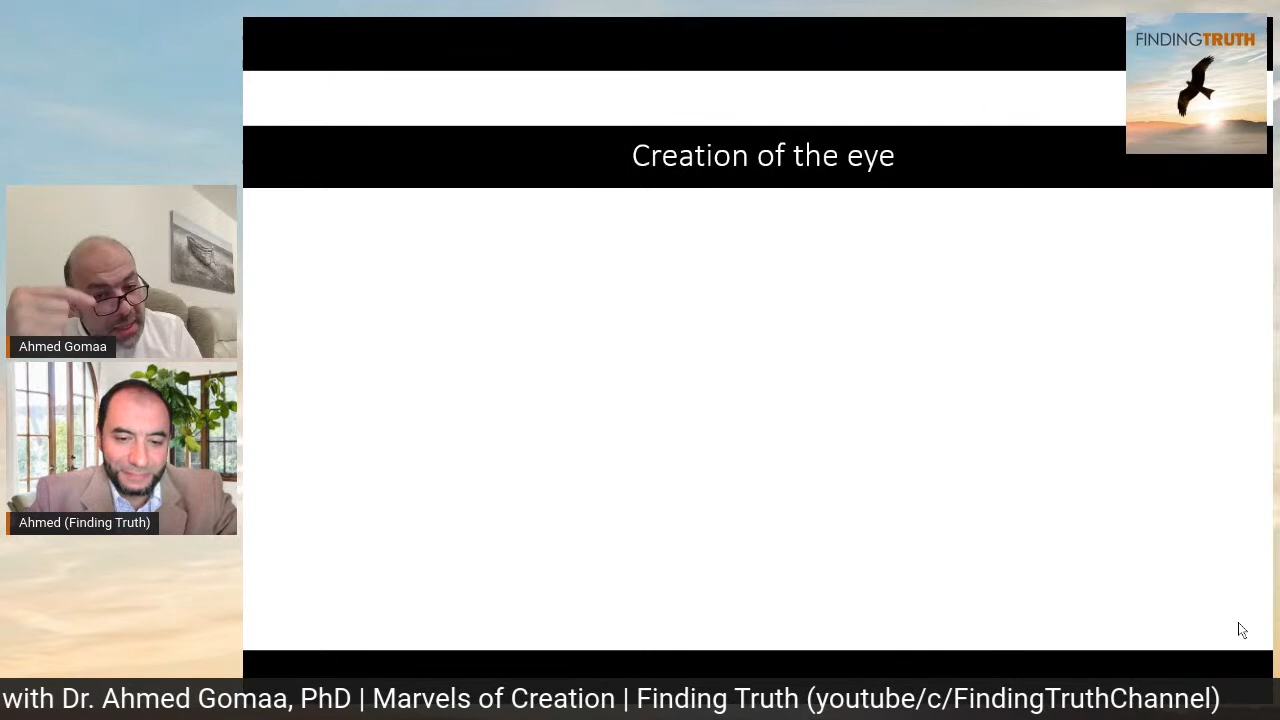 FINDINGTRUTH
Creation of the eye
Ahmed Gomaa
Ahmed (Finding Truth)
with Dr. Ahmed Gomaa, PhD | Marvels of Creation | Finding Truth (youtube/c/FindingTruthChannel)